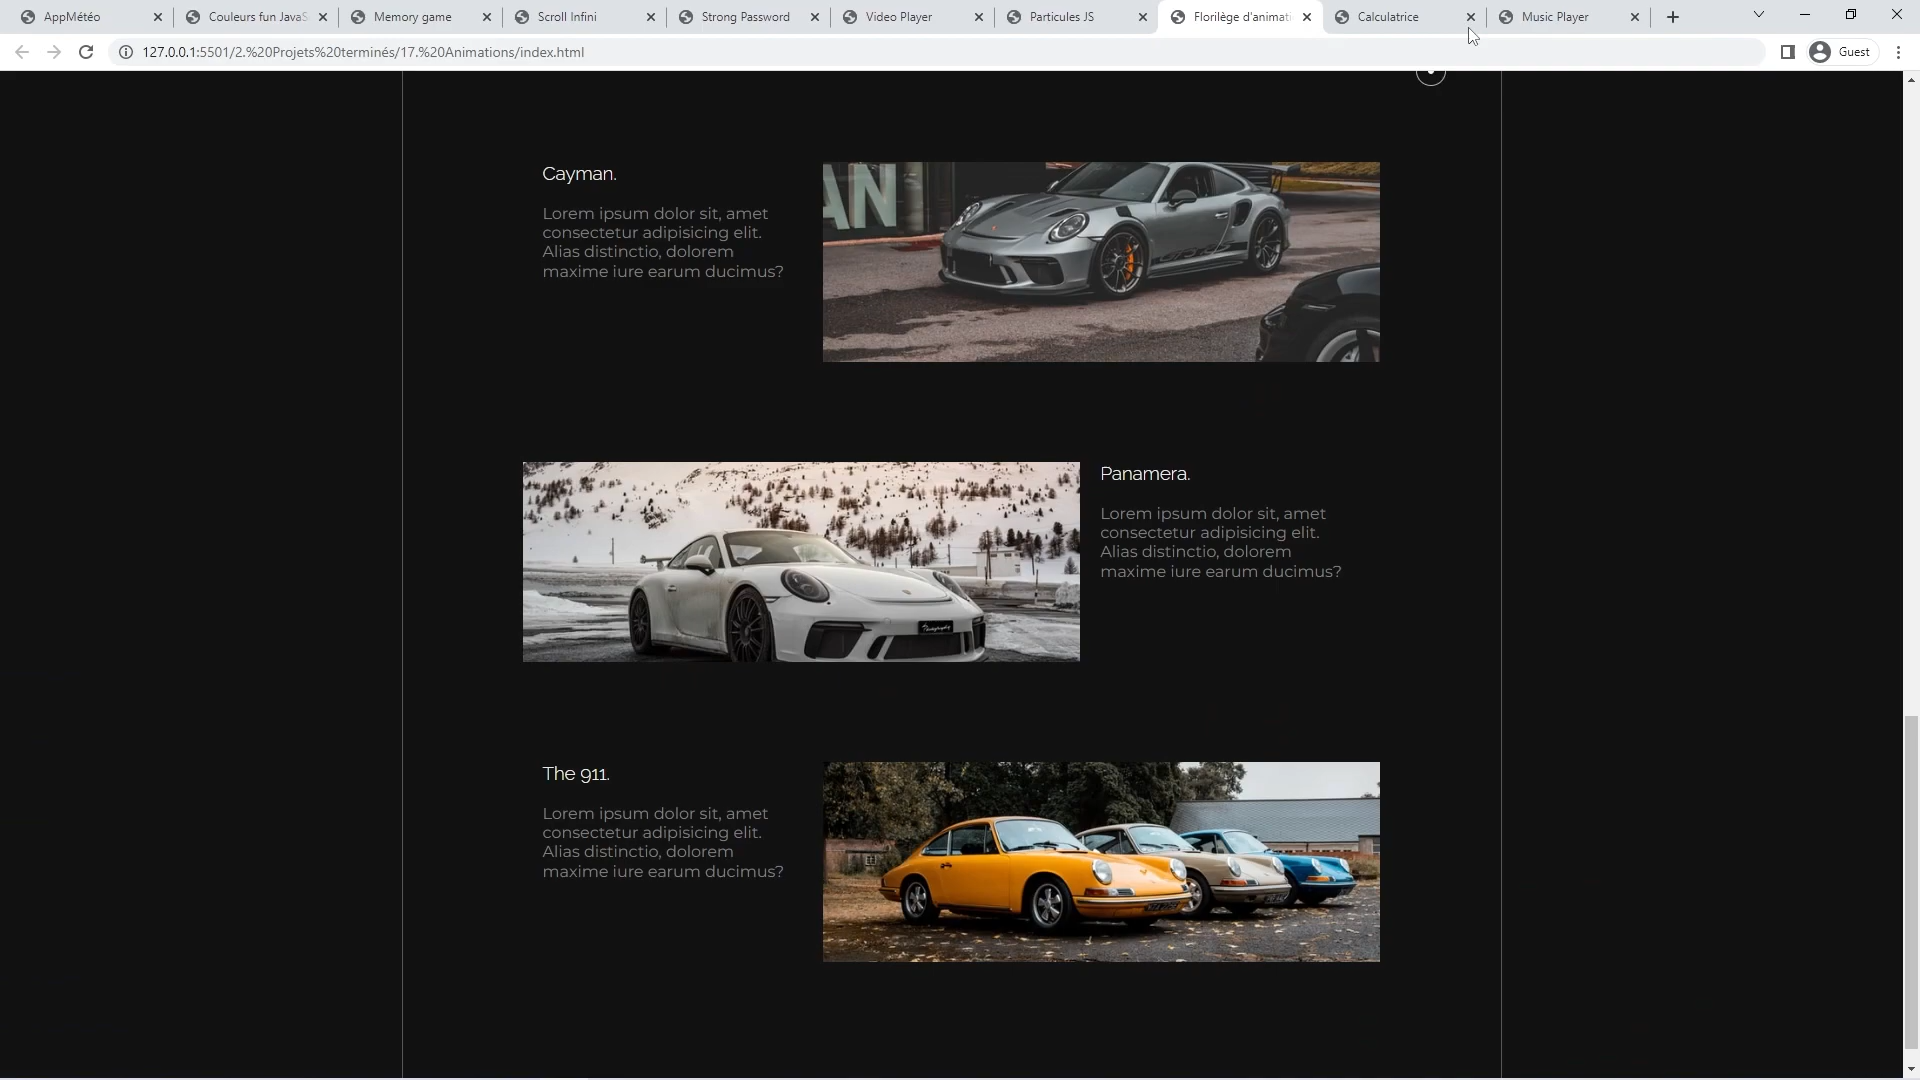 AppMétéo
Couleurs fun JavaS
Memory game
Scroll Infini
Strong Password
Video Player
Particules JS
Florilège d'animati
Calculatrice
Music Player
127.0.0.1:5501/2.%20Projets%20terminés/17.%20Animations/index.html
Guest
Cayman.
Lorem ipsum dolor sit, amet
consectetur adipisicing elit.
Alias distinctio, dolorem
maxime iure earum ducimus?
AN
Panamera.
Lorem ipsum dolor sit, amet
consectetur adipisicing elit.
Alias distinctio, dolorem
maxime iure earum ducimus?
The 911.
Lorem ipsum dolor sit, amet
consectetur adipisicing elit.
Alias distinctio, dolorem
maxime iure earum ducimus?